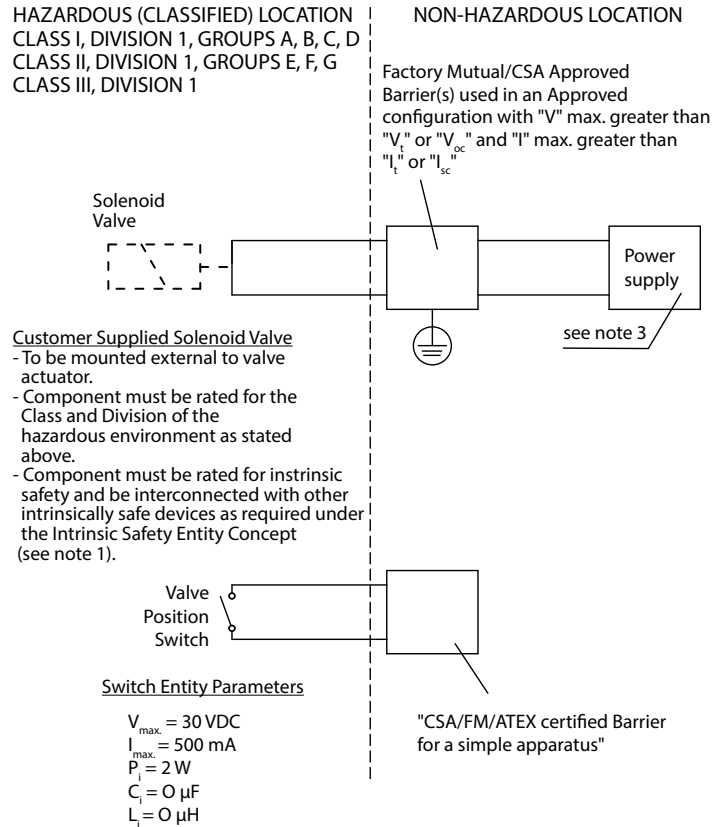 HAZARDOUS (CLASSIFIED) LOCATION
CLASS I, DIVISION 1, GROUPS A, B, C, D
CLASS II, DIVISION 1, GROUPS E, F, G
CLASS III, DIVISION 1
NON-HAZARDOUS LOCATION
Factory Mutual/CSA Approved
Barrier(s) used in an Approved
configuration with "V" max. greater than
"Vt" or "Voc" and "I" max. greater than
"It" or "Isc"
Solenoid
Valve
Power
supply
see note 3
Customer Supplied Solenoid Valve
- To be mounted external to valve
actuator.
- Component must be rated for the
Class and Division of the
hazardous environment as stated
above.
- Component must be rated for instrinsic
safety and be interconnected with other
intrinsically safe devices as required under
the Intrinsic Safety Entity Concept
(see note 1).
Valve
Position
Switch
Switch Entity Parameters
Vmax. = 30 VDC
Imax. = 500 mA
Pi = 2 W
Ci = O µF
Li = O µH
"CSA/FM/ATEX certified Barrier
for a simple apparatus"